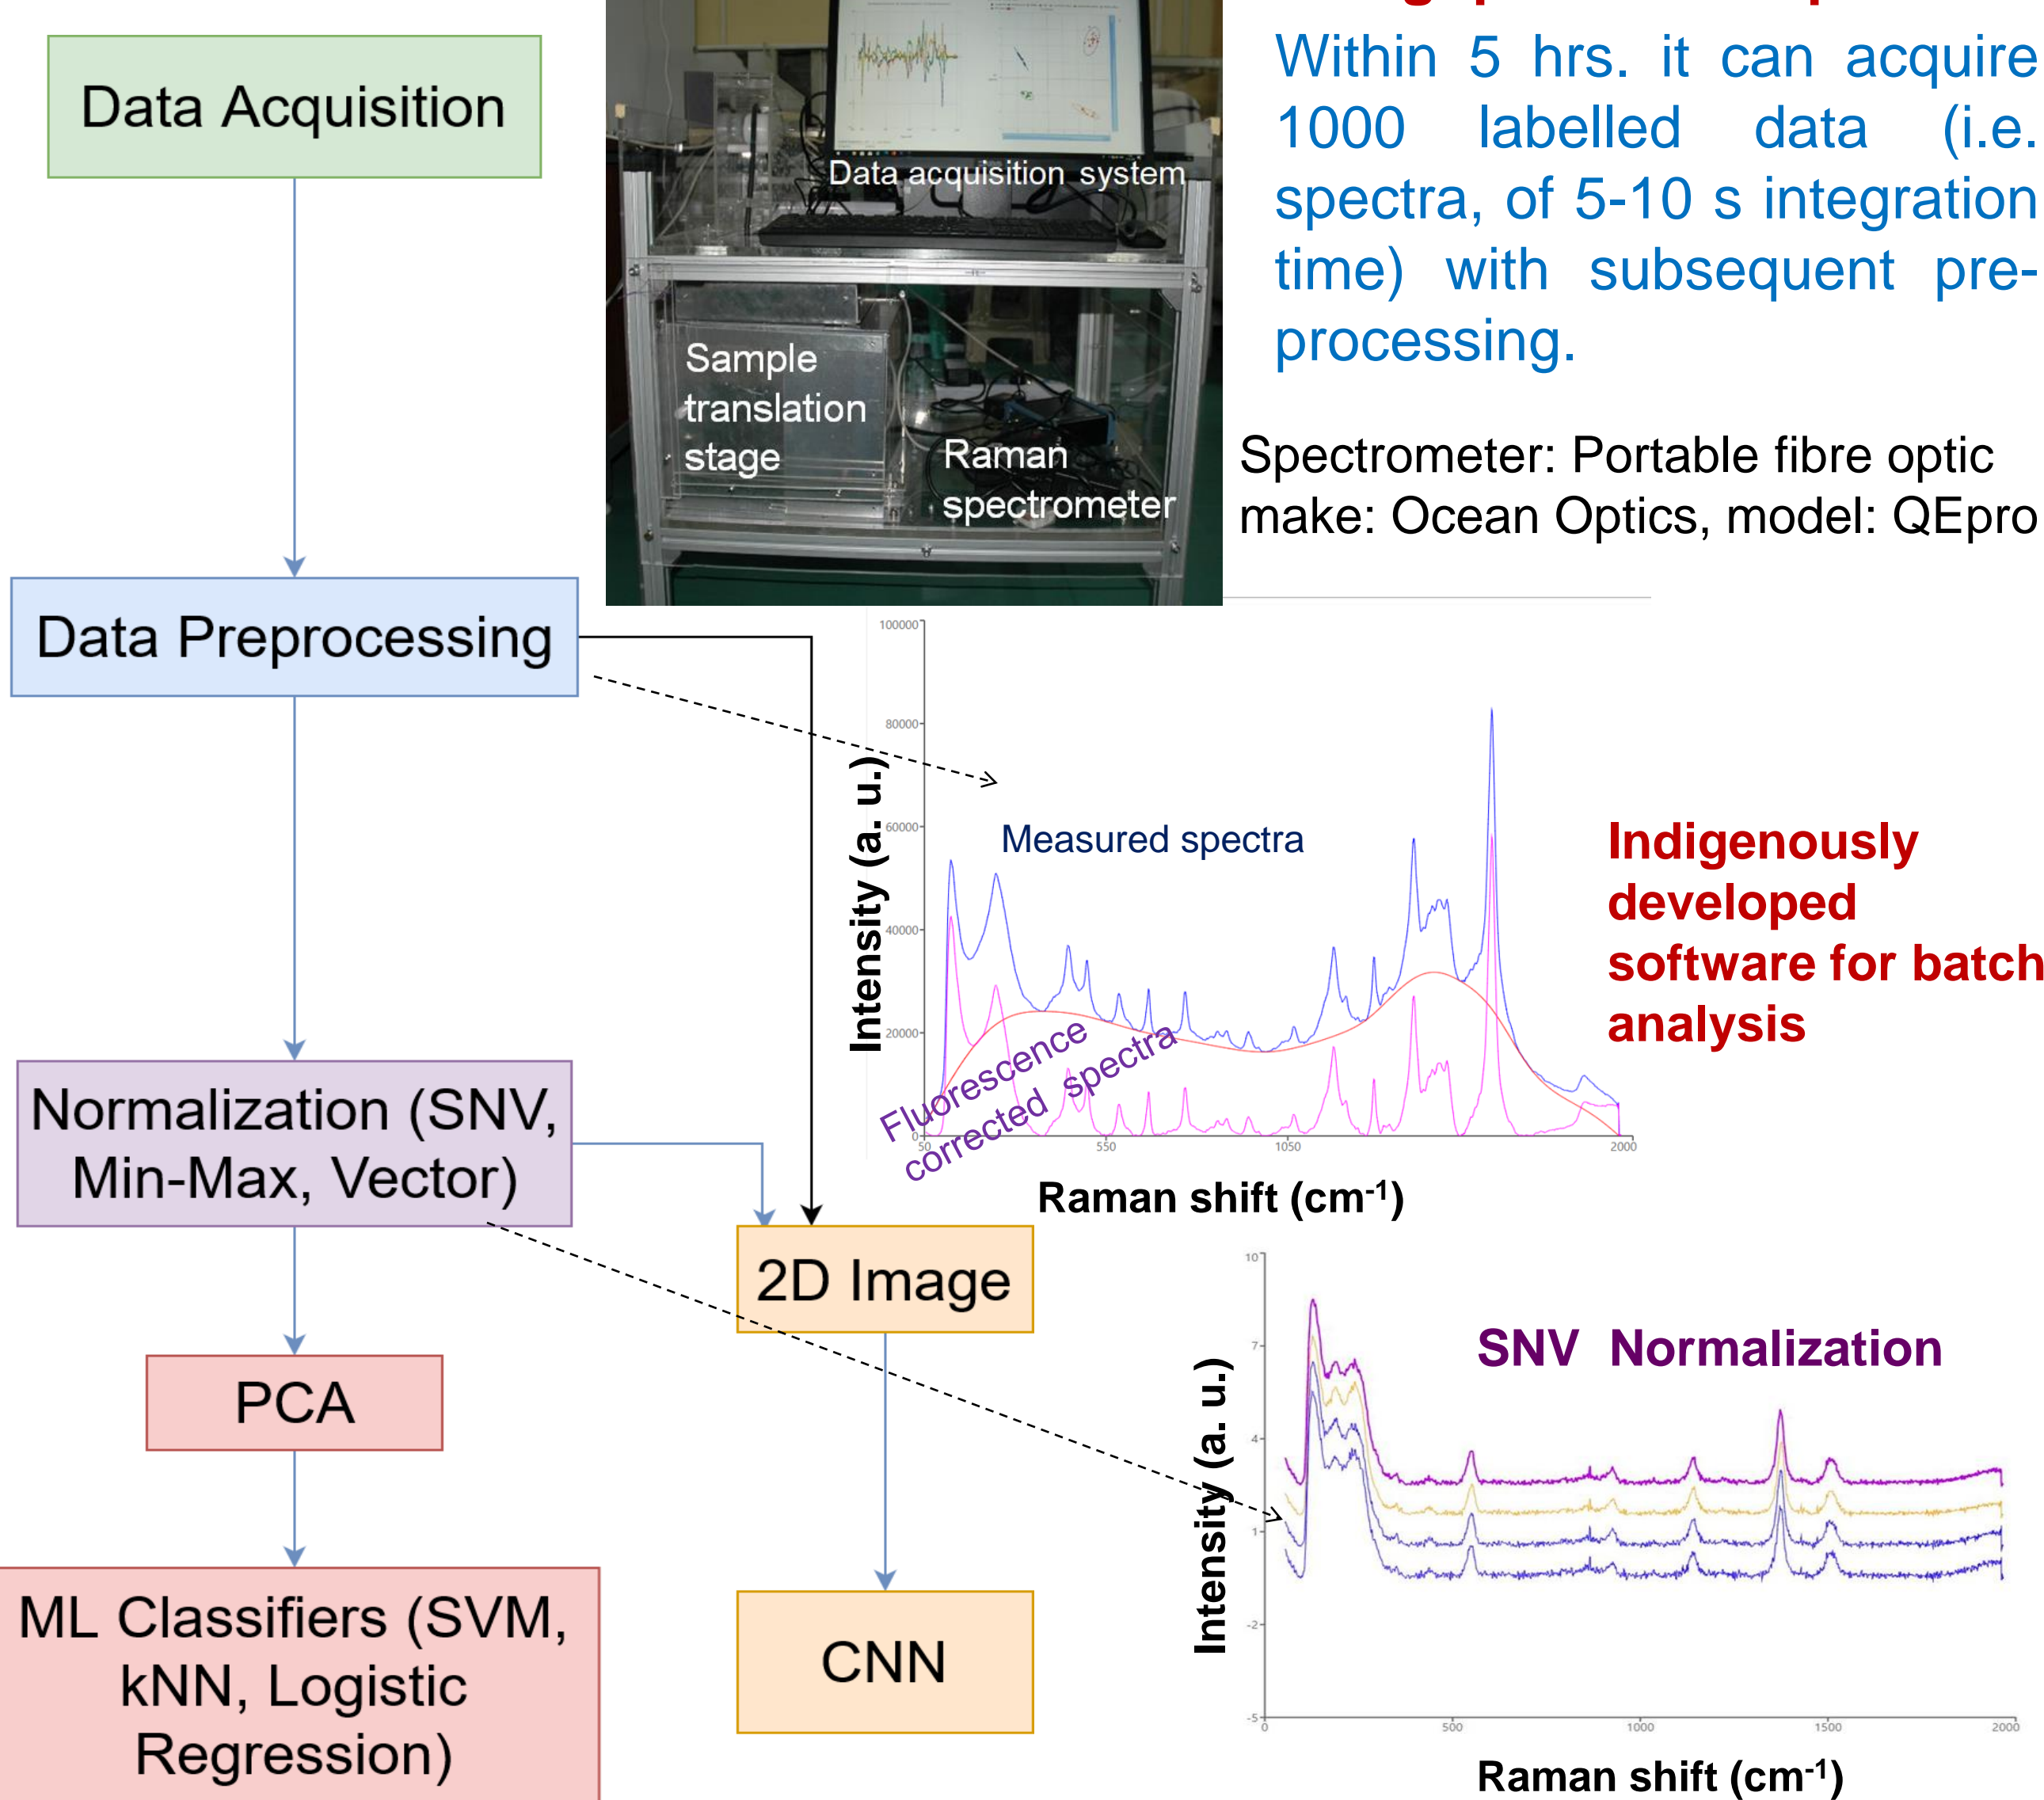 Data Acquisition
Data acquisition system
Sample
translation
stage
Raman
spectrometer
Within 5 hrs. it can acquire
1000 labelled data (i.e.
spectra, of 5-10 s integration
time) with subsequent pre-
processing.
Spectrometer: Portable fibre optic
make: Ocean Optics, model: QEpro
Data Preprocessing
100000
80000
60000
40000
20000
0
50
550
1050
2000
Intensity (a. u.)
Measured spectra
Fluorescence
corrected spectra
Raman shift (cm-1)
Indigenously
developed
software for batch
analysis
Normalization (SNV,
Min-Max, Vector)
2D Image
PCA
ML Classifiers (SVM,
kNN, Logistic
Regression)
CNN
SNV Normalization
10
7
4
1
-2
-5
0
500
1000
1500
2000
Intensity (a. u.)
Raman shift (cm-1)